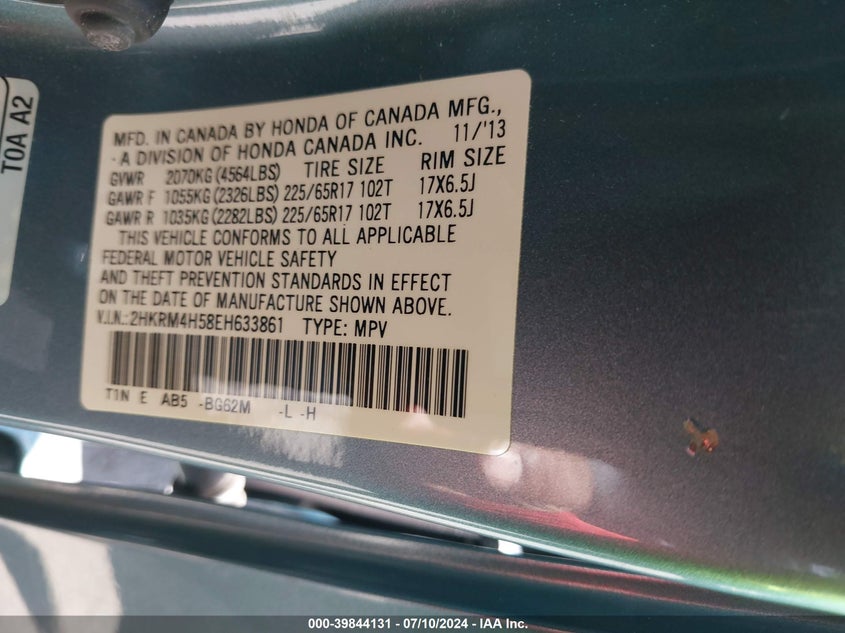 T0A A2
MFD. IN CANADA BY HONDA OF CANADA MFG.,
A DIVISION OF HONDA CANADA INC. 11/'13
GVWR 2070KG(4564LBS) TIRE SIZE RIM SIZE
GAWR F 1055KG(2326LBS) 225/65R17 102T 17X6.5J
GAWR R 1035KG(2282LBS) 225/65R17 102T 17X6.5J
THIS VEHICLE CONFORMS TO ALL APPLICABLE
FEDERAL MOTOR VEHICLE SAFETY
AND THEFT PREVENTION STANDARDS IN EFFECT
ON THE DATE OF MANUFACTURE SHOWN ABOVE.
V.I.N.:2HKRM4H58EH633861 TYPE: MPV
T1N E AB5 -BG62M -L -H
000-39844131 - 07/10/2024 - IAA Inc.